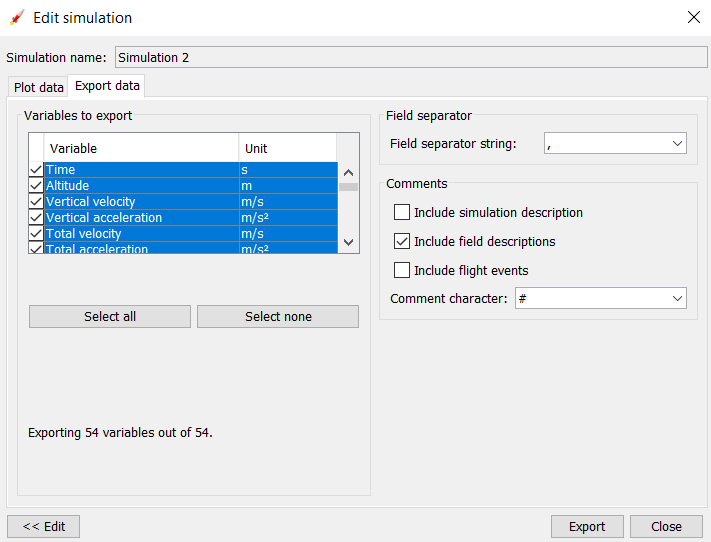 Edit simulation
Simulation name: Simulation 2
Plot data Export data
Variables to export
Variable Unit
Time s
Altitude m
Vertical velocity m/s
Vertical acceleration m/s²
Total velocity m/s
Total acceleration m/s²
Select all Select none
Exporting 54 variables out of 54.
Field separator
Field separator string: ,
Comments
Include simulation description
Include field descriptions
Include flight events
Comment character: #
<< Edit Export Close